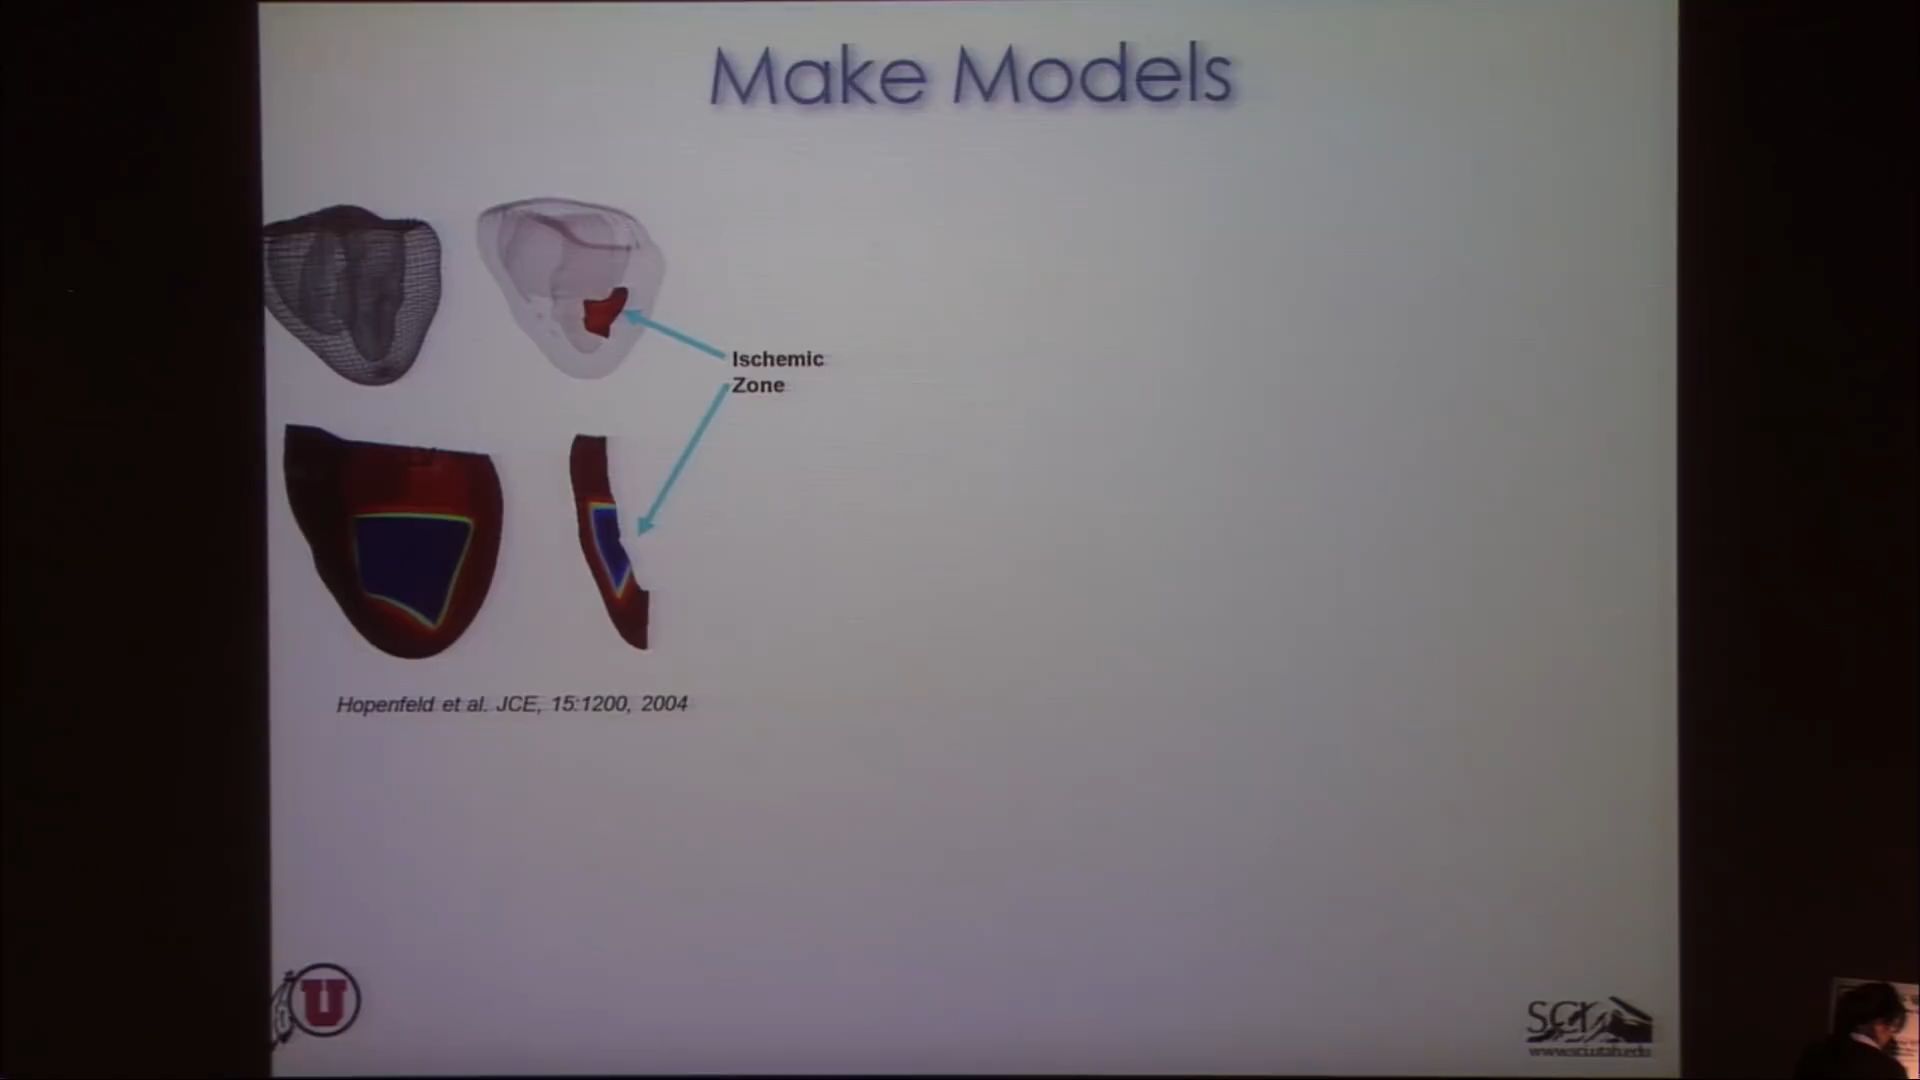 Make Models
Ischemic
Zone
Hopenfeld et al. JCE, 15:1200, 2004
U
SCI
www.sci.utah.edu